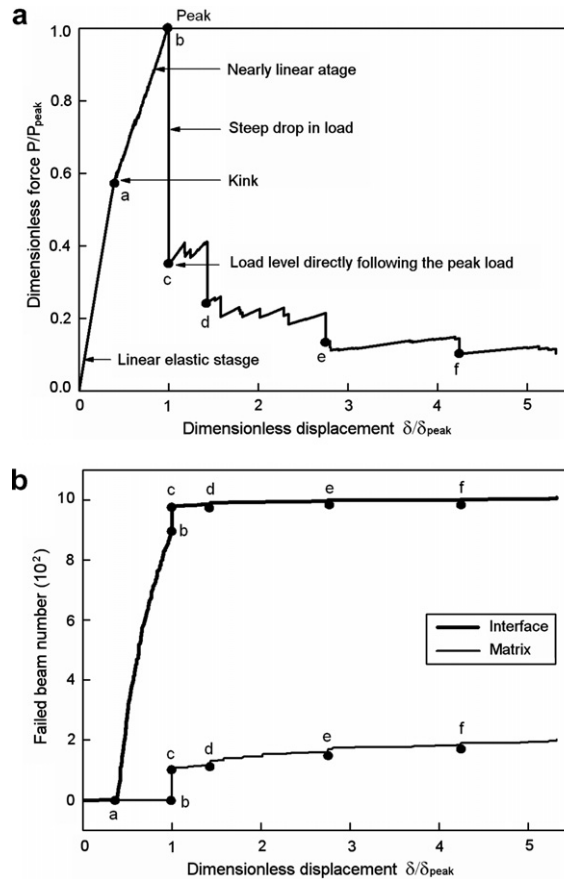 a
Peak
1.0
b
Nearly linear atage
0.8
Steep drop in load
0.6
Kink
a
0.4
Load level directly following the peak load
c
d
0.2
e
f
Linear elastic stasge
0.0
0 1 2 3 4 5
Dimensionless force P/Ppeak
Dimensionless displacement δ/δpeak
b
c d e f
10
b
8
6
Interface
Matrix
4
2
c d e f
0
a b
0 1 2 3 4 5
Failed beam number (10²)
Dimensionless displacement δ/δpeak